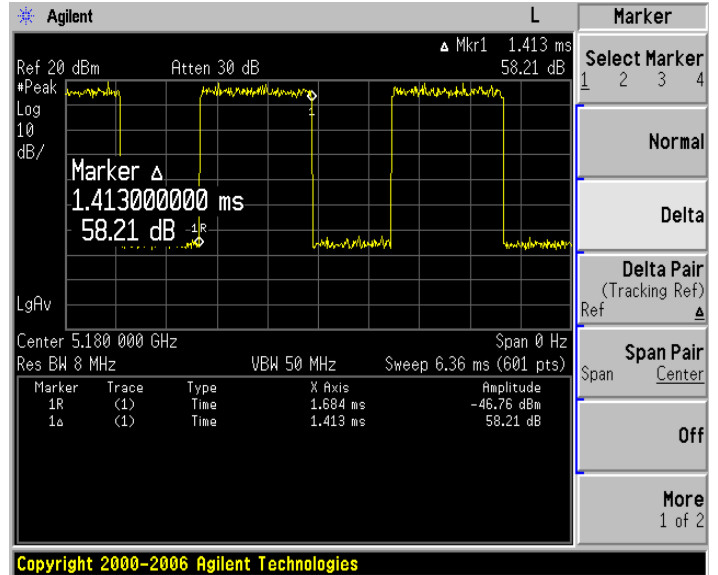 Agilent L Marker
Δ Mkr1 1.413 ms
Ref 20 dBm Atten 30 dB 58.21 dB
#Peak
Log
10
dB/
1
Marker Δ
1.413000000 ms
58.21 dB
1R
LgAv
Center 5.180 000 GHz Span 0 Hz
Res BW 8 MHz VBW 50 MHz Sweep 6.36 ms (601 pts)
Marker Trace Type X Axis Amplitude
1R (1) Time 1.684 ms -46.76 dBm
1Δ (1) Time 1.413 ms 58.21 dB
Select Marker
1 2 3 4
Normal
Delta
Delta Pair
(Tracking Ref)
Ref Δ
Span Pair
Span Center
Off
More
1 of 2
Copyright 2000-2006 Agilent Technologies